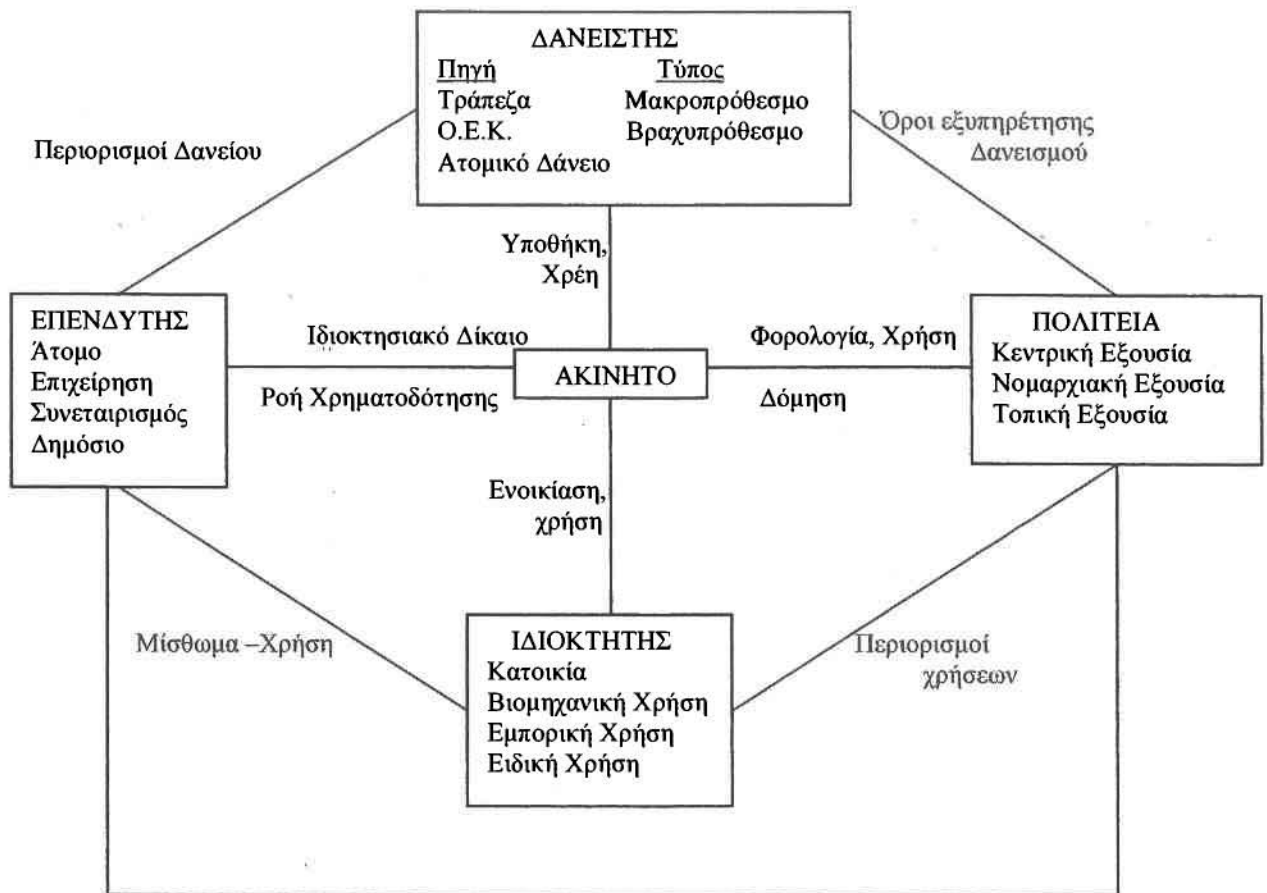 ΔΑΝΕΙΣΤΗΣ
Πηγή Τύπος
Τράπεζα Μακροπρόθεσμο
Ο.Ε.Κ. Βραχυπρόθεσμο
Ατομικό Δάνειο
Περιορισμοί Δανείου
Όροι εξυπηρέτησης
Δανεισμού
Υποθήκη,
Χρέη
ΕΠΕΝΔΥΤΗΣ
Άτομο
Επιχείρηση
Συνεταιρισμός
Δημόσιο
Ιδιοκτησιακό Δίκαιο
Ροή Χρηματοδότησης
ΑΚΙΝΗΤΟ
Φορολογία, Χρήση
Δόμηση
ΠΟΛΙΤΕΙΑ
Κεντρική Εξουσία
Νομαρχιακή Εξουσία
Τοπική Εξουσία
Ενοικίαση,
χρήση
Μίσθωμα –Χρήση
ΙΔΙΟΚΤΗΤΗΣ
Κατοικία
Βιομηχανική Χρήση
Εμπορική Χρήση
Ειδική Χρήση
Περιορισμοί
χρήσεων